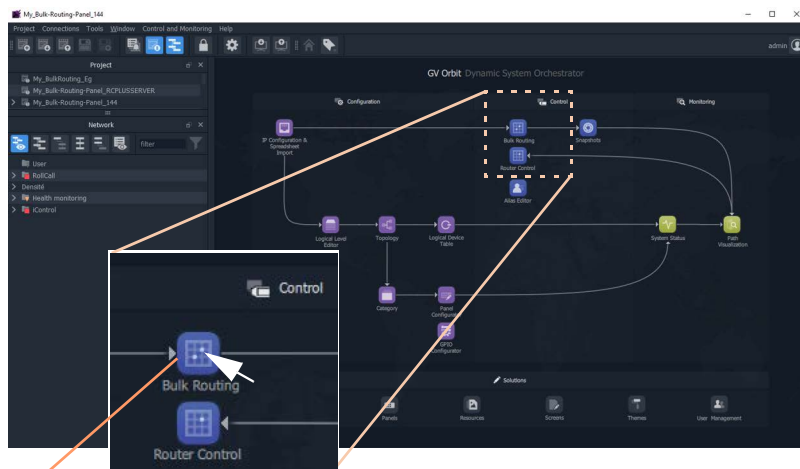 My_Bulk-Routing-Panel_144
Project Connections Tools Window Control and Monitoring Help
admin
Project
My_BulkRouting_Eg
My_Bulk-Routing-Panel_RCPLUSSERVER
My_Bulk-Routing-Panel_144
Network
filter
User
RollCall
Densité
Health monitoring
iControl
GV Orbit Dynamic System Orchestrator
Configuration
Control
Monitoring
IP Configuration &
Spreadsheet
Import
Bulk Routing
Snapshots
Router Control
Alias Editor
Logical Level
Editor
Topology
Logical Device
Table
System Status
Path
Visualization
Category
Panel
Configurator
GPIO
Configurator
Solutions
Panels
Resources
Screens
Themes
User Management
Control
Bulk Routing
Router Control